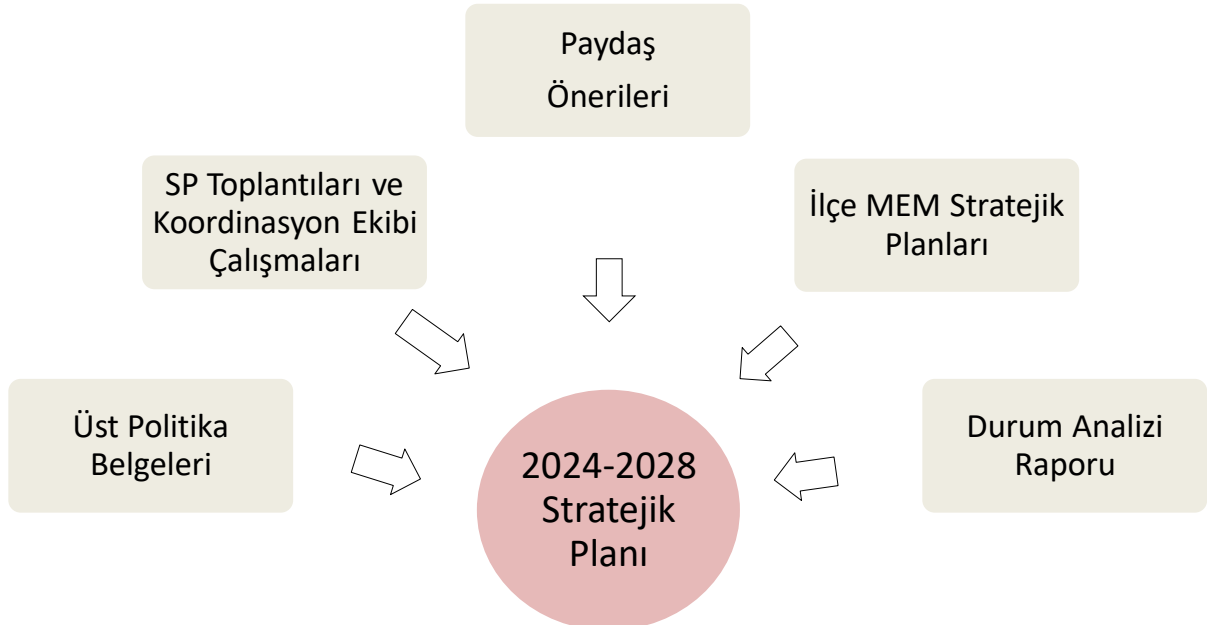 Paydaş
Önerileri
SP Toplantıları ve
Koordinasyon Ekibi
Çalışmaları
İlçe MEM Stratejik
Planları
Üst Politika
Belgeleri
Durum Analizi
Raporu
2024-2028
Stratejik
Planı